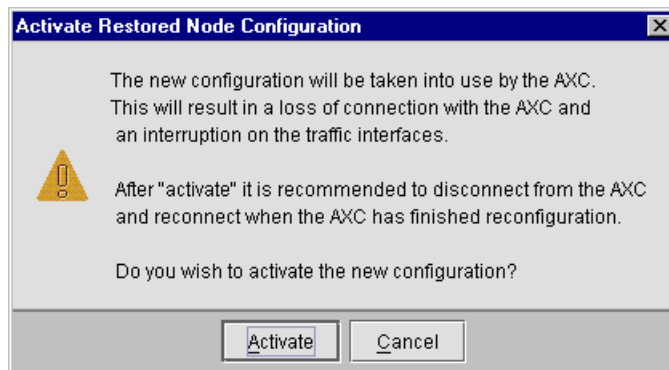 Activate Restored Node Configuration
The new configuration will be taken into use by the AXC.
This will result in a loss of connection with the AXC and
an interruption on the traffic interfaces.
After "activate" it is recommended to disconnect from the AXC
and reconnect when the AXC has finished reconfiguration.
Do you wish to activate the new configuration?
Activate Cancel